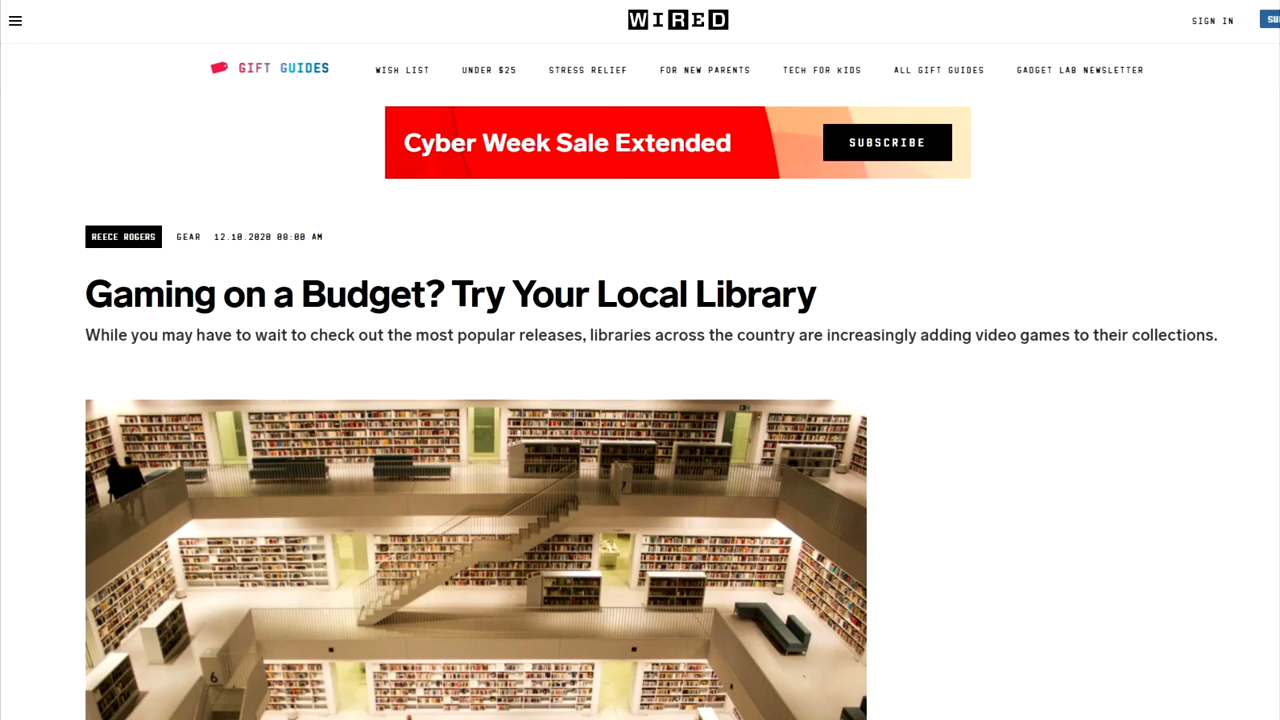 WIRED
SIGN IN
SU
GIFT GUIDES
WISH LIST
UNDER $25
STRESS RELIEF
FOR NEW PARENTS
TECH FOR KIDS
ALL GIFT GUIDES
GADGET LAB NEWSLETTER
Cyber Week Sale Extended
SUBSCRIBE
REECE ROGERS
GEAR
12.10.2020 08:00 AM
Gaming on a Budget? Try Your Local Library
While you may have to wait to check out the most popular releases, libraries across the country are increasingly adding video games to their collections.
7
6